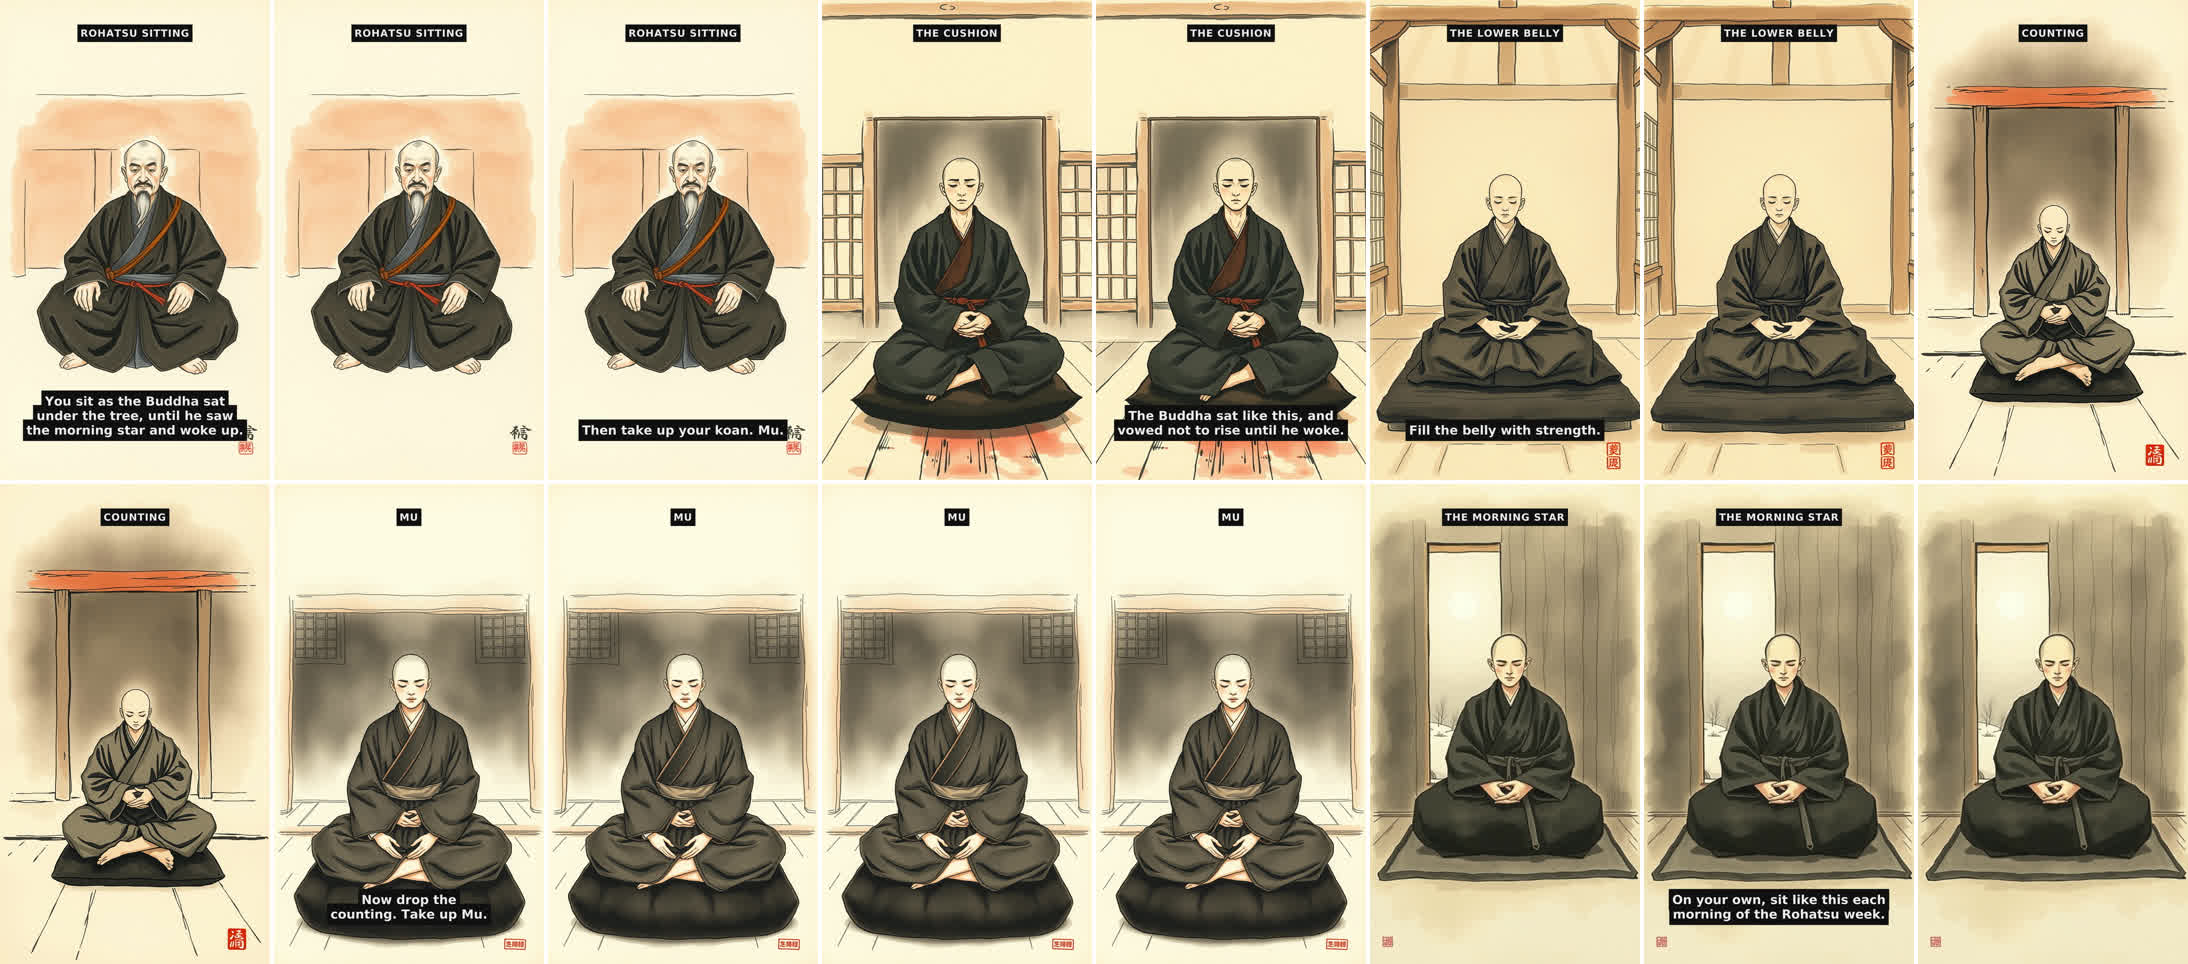 ROHATSU SITTING
You sit as the Buddha sat
under the tree, until he saw
the morning star and woke up.
ROHATSU SITTING
ROHATSU SITTING
Then take up your koan. Mu.
THE CUSHION
THE CUSHION
The Buddha sat like this, and
vowed not to rise until he woke.
THE LOWER BELLY
Fill the belly with strength.
THE LOWER BELLY
COUNTING
COUNTING
MU
Now drop the
counting. Take up Mu.
MU
MU
MU
THE MORNING STAR
THE MORNING STAR
On your own, sit like this each
morning of the Rohatsu week.